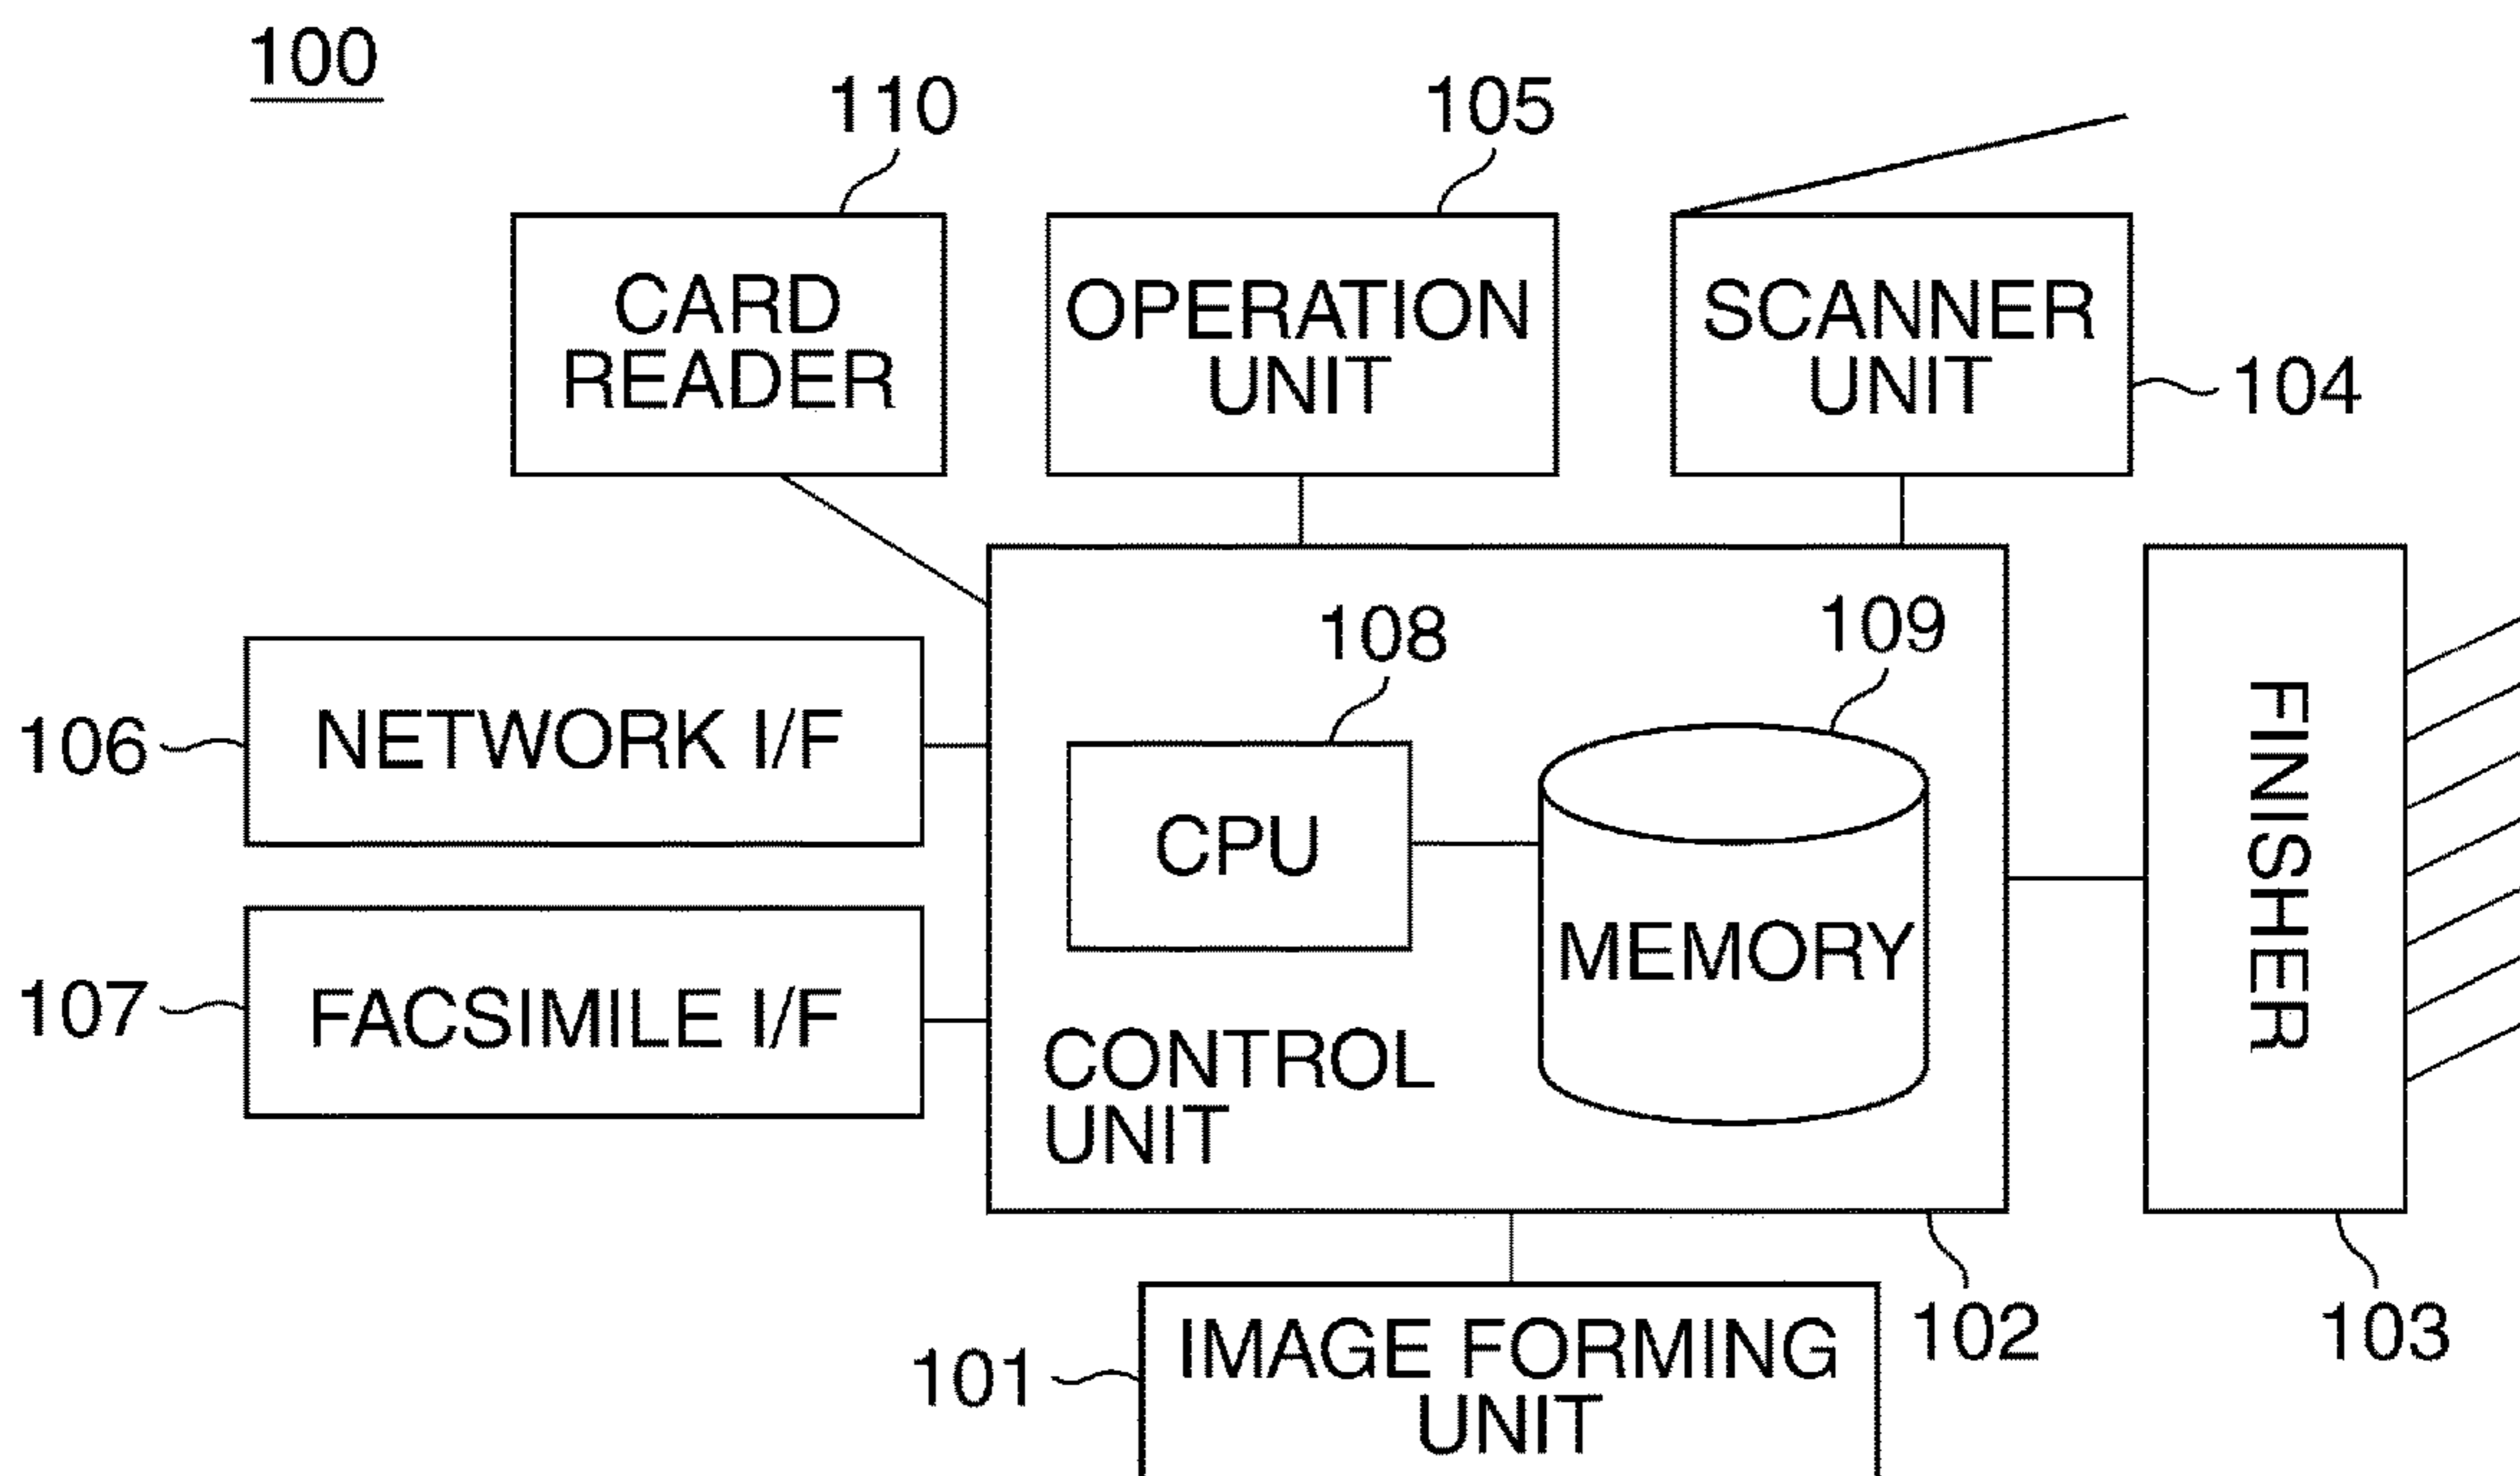 100
110
105
CARD
READER
OPERATION
UNIT
SCANNER
UNIT
104
106
NETWORK I/F
108
109
CPU
MEMORY
FINISHER
107
FACSIMILE I/F
CONTROL
UNIT
101
IMAGE FORMING
UNIT
102
103